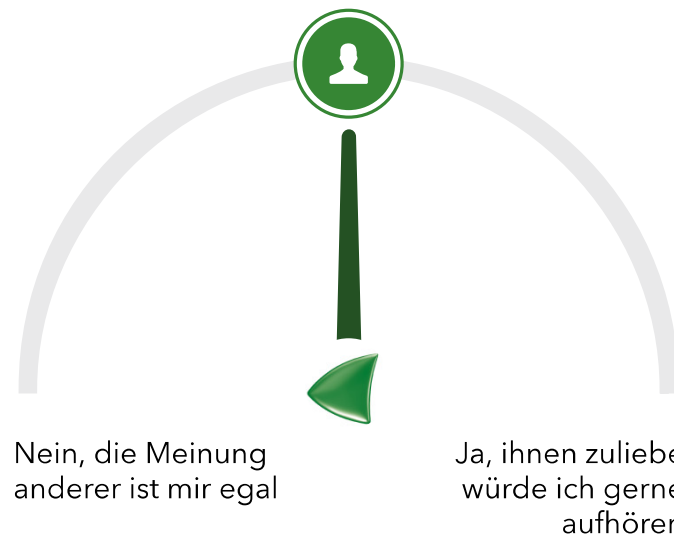 Nein, die Meinung
anderer ist mir egal
Ja, ihnen zuliebe
würde ich gerne
aufhören